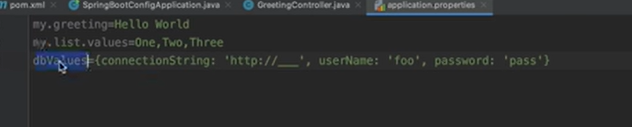 pom.xml SpringBootConfigApplication.java GreetingController.java application.properties
my.greeting=Hello World
my.list.values=One,Two,Three
dbValues={connectionString: 'http://___', userName: 'foo', password: 'pass'}